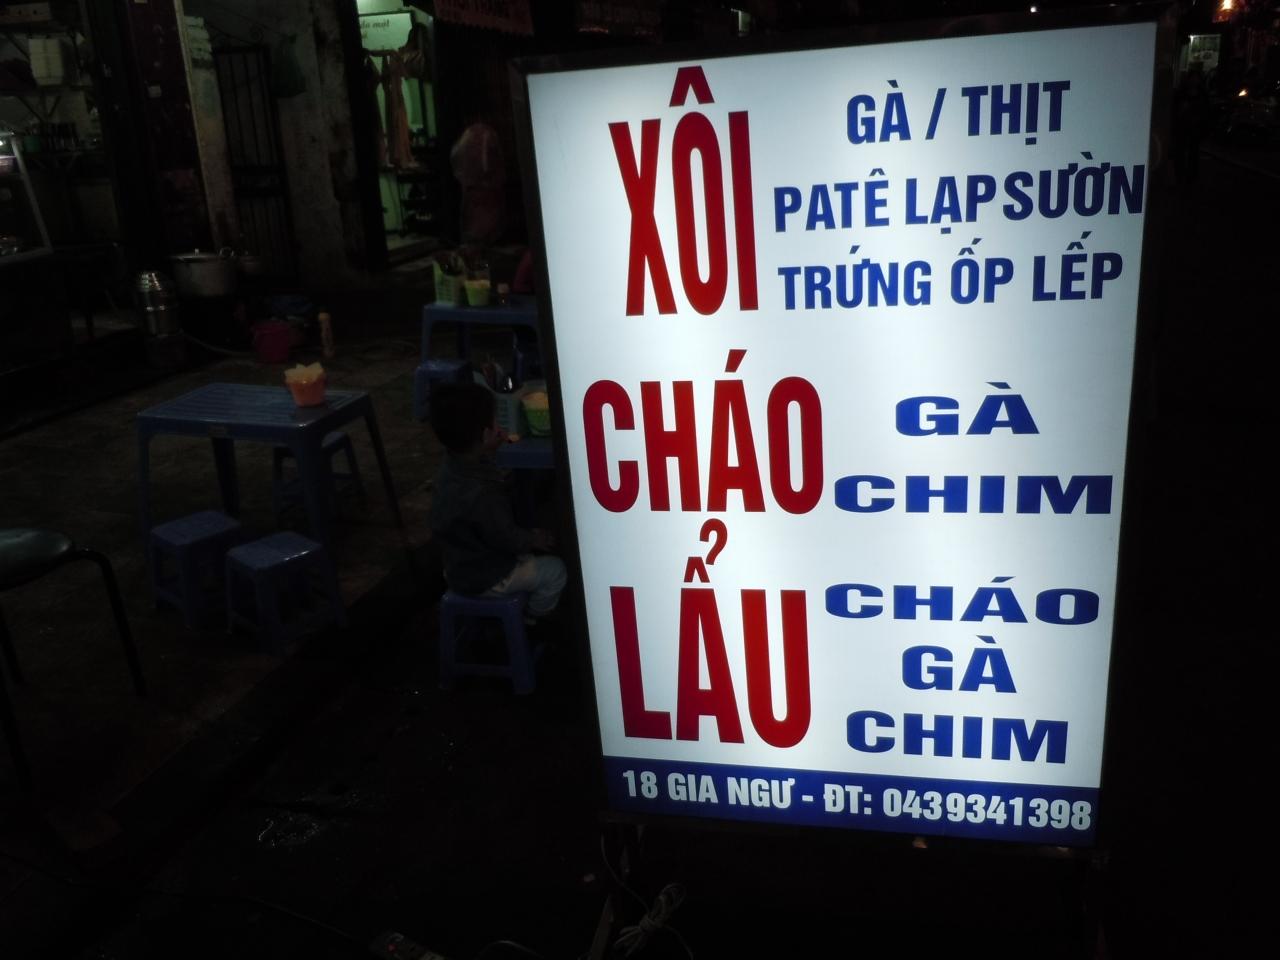 XÔI
GÀ / THỊT
PATÊ LẠPSƯỜN
TRỨNG ỐP LẾP
CHÁO
GÀ
CHIM
LẨU
CHÁO
GÀ
CHIM
18 GIA NGƯ - ĐT: 0439341398